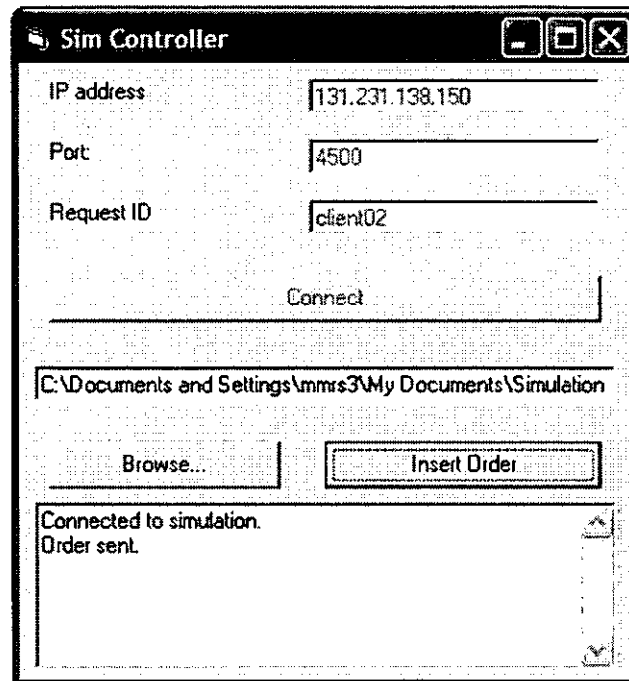 Sim Controller
IP address 131.231.138.150
Port: 4500
Request ID client02
Connect
C:\Documents and Settings\mmrs3\My Documents\Simulation
Browse... Insert Order
Connected to simulation.
Order sent.